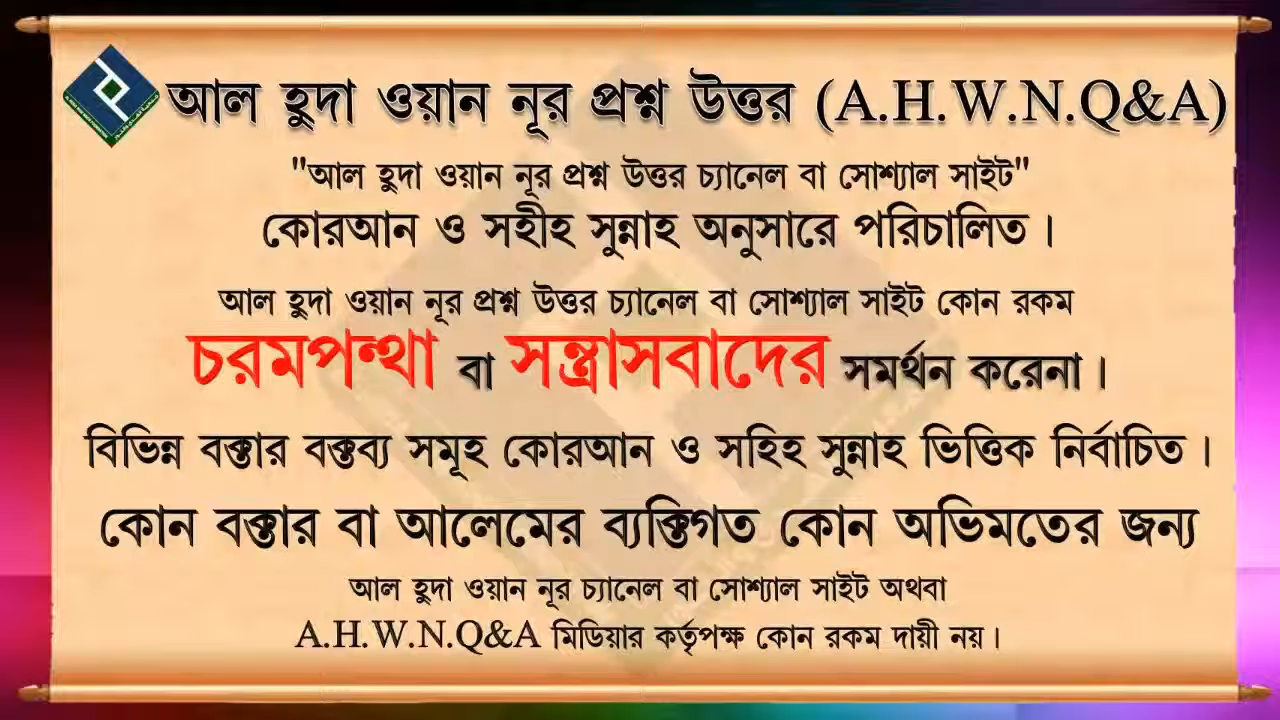 আল হুদা ওয়ান নূর প্রশ্ন উত্তর (A.H.W.N.Q&A)
"আল হুদা ওয়ান নূর প্রশ্ন উত্তর চ্যানেল বা সোশ্যাল সাইট"
কোরআন ও সহীহ সুন্নাহ অনুসারে পরিচালিত।
আল হুদা ওয়ান নূর প্রশ্ন উত্তর চ্যানেল বা সোশ্যাল সাইট কোন রকম
চরমপন্থা বা সন্ত্রাসবাদের সমর্থন করেনা।
বিভিন্ন বক্তার বক্তব্য সমূহ কোরআন ও সহিহ সুন্নাহ ভিত্তিক নির্বাচিত।
কোন বক্তার বা আলেমের ব্যক্তিগত কোন অভিমতের জন্য
আল হুদা ওয়ান নূর চ্যানেল বা সোশ্যাল সাইট অথবা
A.H.W.N.Q&A মিডিয়ার কর্তৃপক্ষ কোন রকম দায়ী নয়।